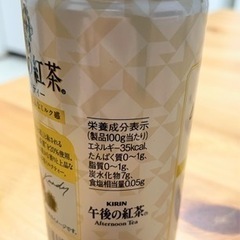 紅茶®
栄養成分表示
(製品100g当たり)
エネルギー35kcal、
たんぱく質0〜1g、
脂質0〜1g、
炭水化物7g、
食塩相当量0.05g
KIRIN
午後の紅茶®
Afternoon Tea
Kandy